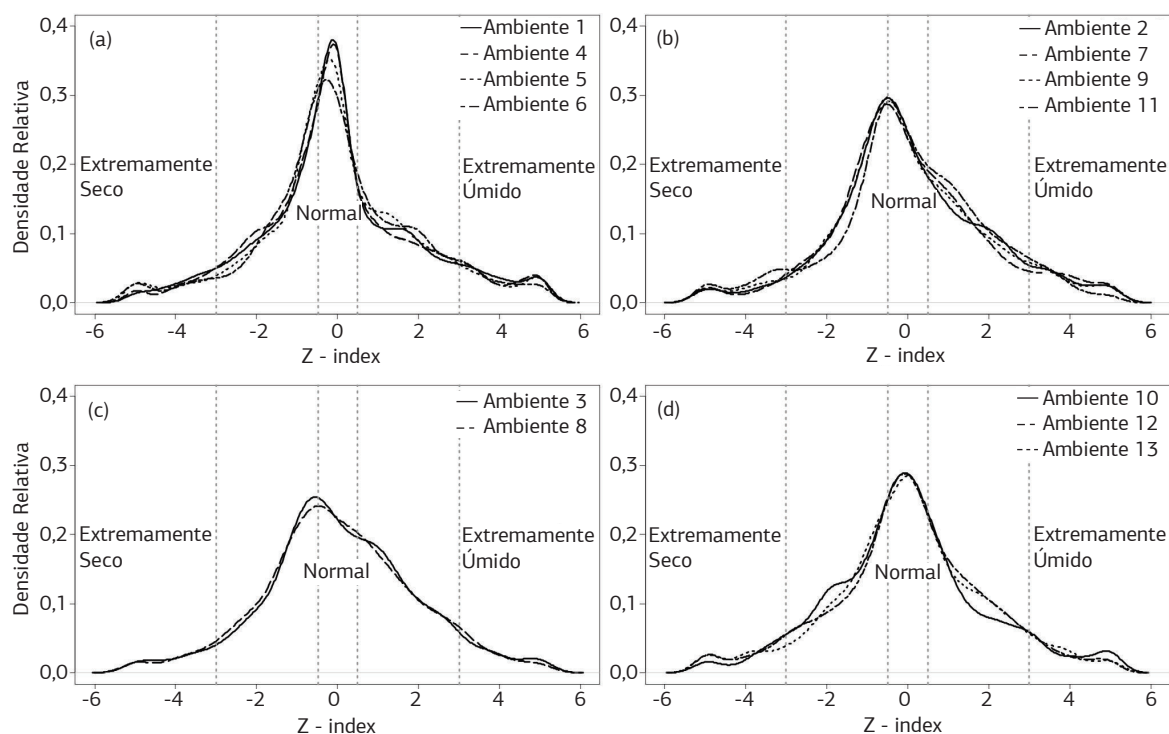 (a)
Ambiente 1
Ambiente 4
Ambiente 5
Ambiente 6
0,4
0,3
0,2
0,1
0,0
Densidade Relativa
Extremamente
Seco
Normal
Extremamente
Úmido
-6 -4 -2 0 2 4 6
Z - index
(b)
Ambiente 2
Ambiente 7
Ambiente 9
Ambiente 11
0,4
0,3
0,2
0,1
0,0
Extremamente
Seco
Normal
Extremamente
Úmido
-6 -4 -2 0 2 4 6
Z - index
(c)
Ambiente 3
Ambiente 8
0,4
0,3
0,2
0,1
0,0
Densidade Relativa
Extremamente
Seco
Normal
Extremamente
Úmido
-6 -4 -2 0 2 4 6
Z - index
(d)
Ambiente 10
Ambiente 12
Ambiente 13
0,4
0,3
0,2
0,1
0,0
Extremamente
Seco
Normal
Extremamente
Úmido
-6 -4 -2 0 2 4 6
Z - index